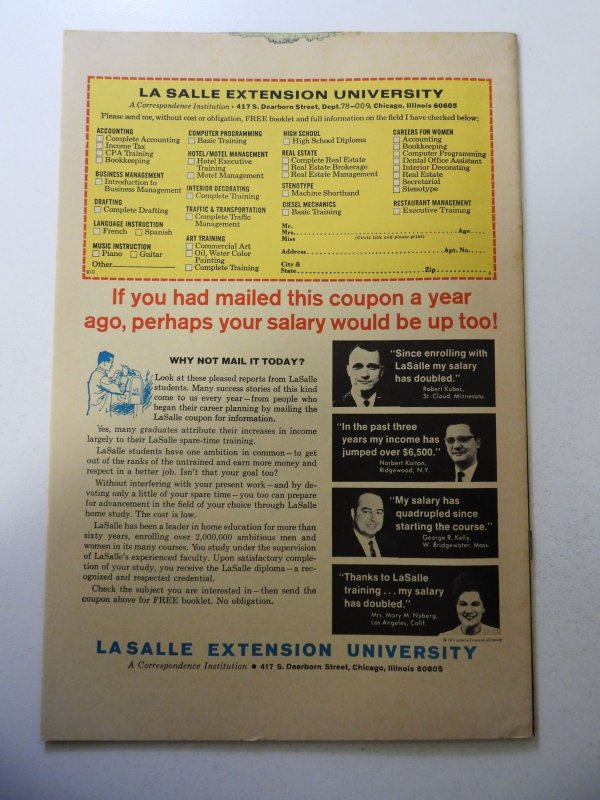 LA SALLE EXTENSION UNIVERSITY
A Correspondence Institution • 417 S. Dearborn Street, Dept. 78-009, Chicago, Illinois 60605
Please send me, without cost or obligation, FREE booklet and full information on the field I have checked below:
ACCOUNTING
Complete Accounting
Income Tax
CPA Training
Bookkeeping
BUSINESS MANAGEMENT
Introduction to
Business Management
DRAFTING
Complete Drafting
LANGUAGE INSTRUCTION
French Spanish
MUSIC INSTRUCTION
Piano Guitar
Other
010
COMPUTER PROGRAMMING
Basic Training
HOTEL/MOTEL MANAGEMENT
Hotel Executive
Training
Motel Management
INTERIOR DECORATING
Complete Training
TRAFFIC & TRANSPORTATION
Complete Traffic
Management
ART TRAINING
Commercial Art
Oil, Water Color
Painting
Complete Training
HIGH SCHOOL
High School Diploma
REAL ESTATE
Complete Real Estate
Real Estate Brokerage
Real Estate Management
STENOTYPE
Machine Shorthand
DIESEL MECHANICS
Basic Training
CAREERS FOR WOMEN
Accounting
Bookkeeping
Computer Programming
Dental Office Assistant
Interior Decorating
Real Estate
Secretarial
Stenotype
RESTAURANT MANAGEMENT
Executive Training
Mr.
Mrs. Age
Miss (Circle title and please print)
Address Apt. No.
City &
State Zip
If you had mailed this coupon a year
ago, perhaps your salary would be up too!
WHY NOT MAIL IT TODAY?
Look at these pleased reports from LaSalle
students. Many success stories of this kind
come to us every year—from people who
began their career planning by mailing the
LaSalle coupon for information.
Yes, many graduates attribute their increases in income
largely to their LaSalle spare-time training.
LaSalle students have one ambition in common—to get
out of the ranks of the untrained and earn more money and
respect in a better job. Isn't that your goal too?
Without interfering with your present work—and by de-
voting only a little of your spare time—you too can prepare
for advancement in the field of your choice through LaSalle
home study. The cost is low.
LaSalle has been a leader in home education for more than
sixty years, enrolling over 2,000,000 ambitious men and
women in its many courses. You study under the supervision
of LaSalle's experienced faculty. Upon satisfactory comple-
tion of your study, you receive the LaSalle diploma—a rec-
ognized and respected credential.
Check the subject you are interested in—then send the
coupon above for FREE booklet. No obligation.
"Since enrolling with
LaSalle my salary
has doubled."
Robert Kubec,
St. Cloud, Minnesota.
"In the past three
years my income has
jumped over $6,500."
Norbert Kaitan,
Ridgewood, N.Y.
"My salary has
quadrupled since
starting the course."
George R. Kelly,
W. Bridgewater, Mass.
"Thanks to LaSalle
training . . . my salary
has doubled."
Mrs. Mary M. Nyberg,
Los Angeles, Calif.
LA SALLE EXTENSION UNIVERSITY
A Correspondence Institution • 417 S. Dearborn Street, Chicago, Illinois 60605